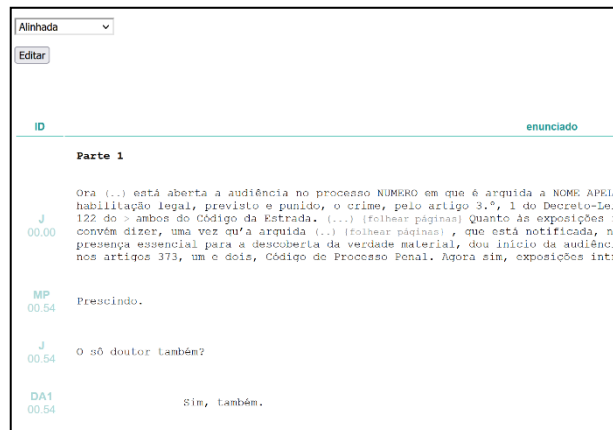 Alinhada
Editar
ID enunciado
Parte 1
Ora (..) está aberta a audiência no processo NUMERO em que é arguida a NOME APEL
habilitação legal, previsto e punido, o crime, pelo artigo 3.º, 1 do Decreto-Le
J
00.00
122 do > ambos do Código da Estrada. (...) {folhear páginas} Quanto às exposições
convém dizer, uma vez qu'a arguida (..) {folhear páginas} , que está notificada, n
presença essencial para a descoberta da verdade material, dou início da audiênc
nos artigos 373, um e dois, Código de Processo Penal. Agora sim, exposições int
MP
00.54
Prescindo.
J
00.54
O sô doutor também?
DA1
00.54
Sim, também.